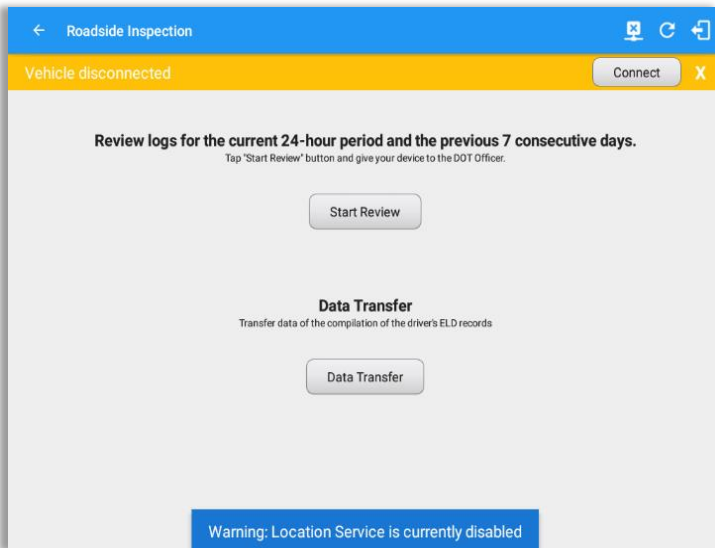 Roadside Inspection
Vehicle disconnected
Connect
X
Review logs for the current 24-hour period and the previous 7 consecutive days.
Tap "Start Review" button and give your device to the DOT Officer.
Start Review
Data Transfer
Transfer data of the compilation of the driver's ELD records
Data Transfer
Warning: Location Service is currently disabled